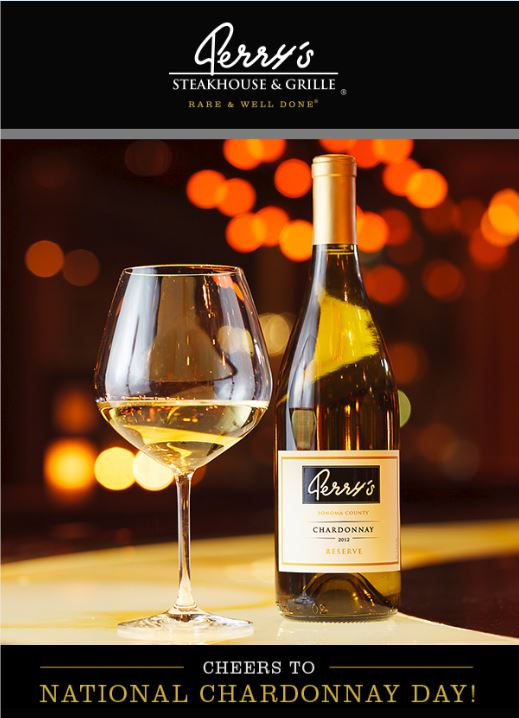 Perry's
STEAKHOUSE & GRILLE ®
RARE & WELL DONE®
Perry's
SONOMA COUNTY
CHARDONNAY
2012
RESERVE
CHEERS TO
NATIONAL CHARDONNAY DAY!